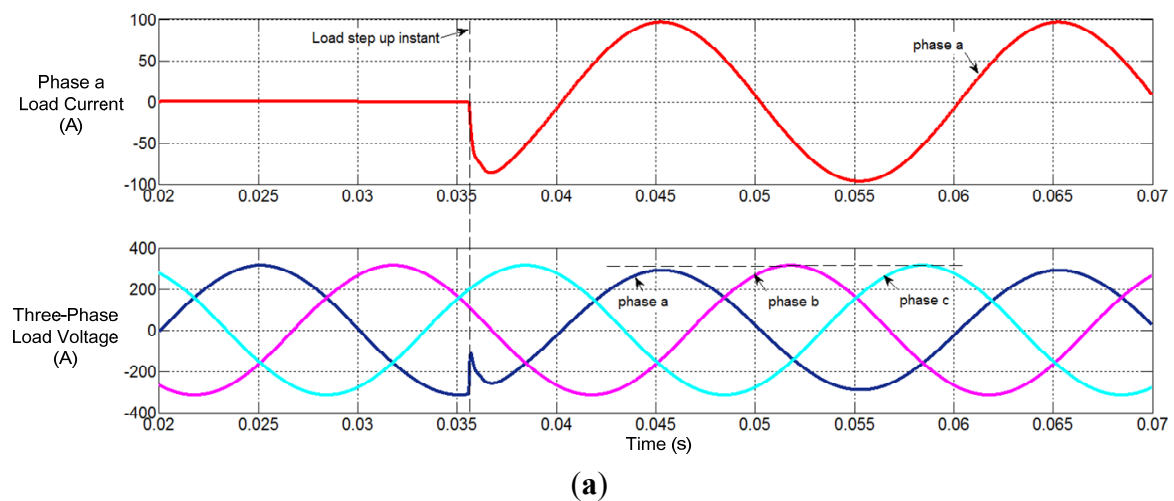 100
50
0
-50
-100
Phase a
Load Current
(A)
Load step up instant
phase a
0.02 0.025 0.03 0.035 0.04 0.045 0.05 0.055 0.06 0.065 0.07
400
200
0
-200
-400
Three-Phase
Load Voltage
(A)
phase a
phase b
phase c
0.02 0.025 0.03 0.035 0.04 0.045 0.05 0.055 0.06 0.065 0.07
Time (s)
(a)